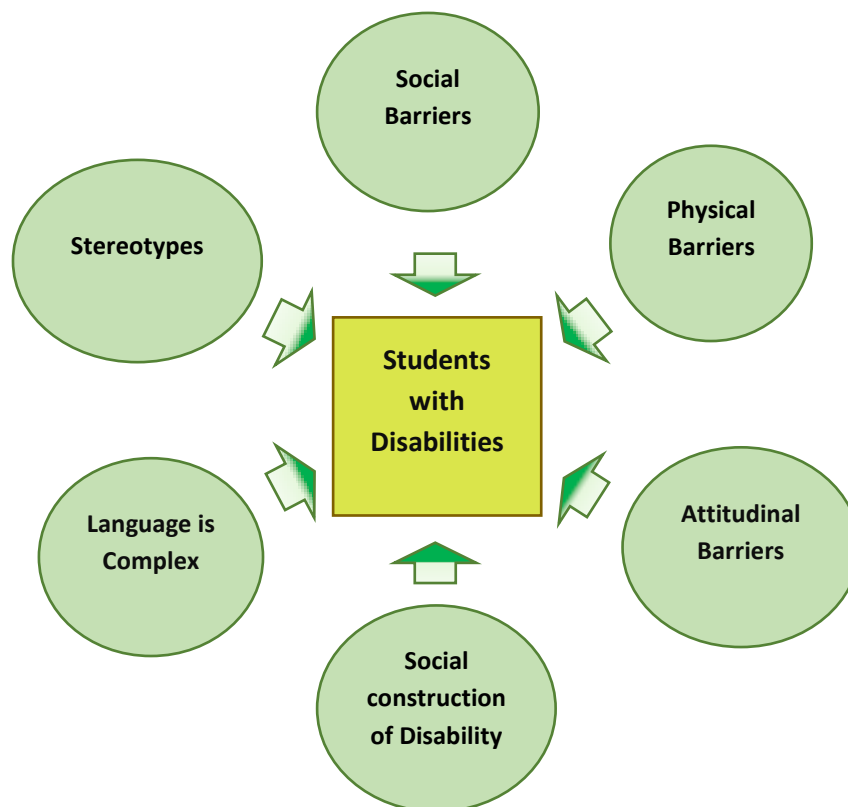 Social
Barriers
Stereotypes
Physical
Barriers
Students
with
Disabilities
Language is
Complex
Attitudinal
Barriers
Social
construction
of Disability